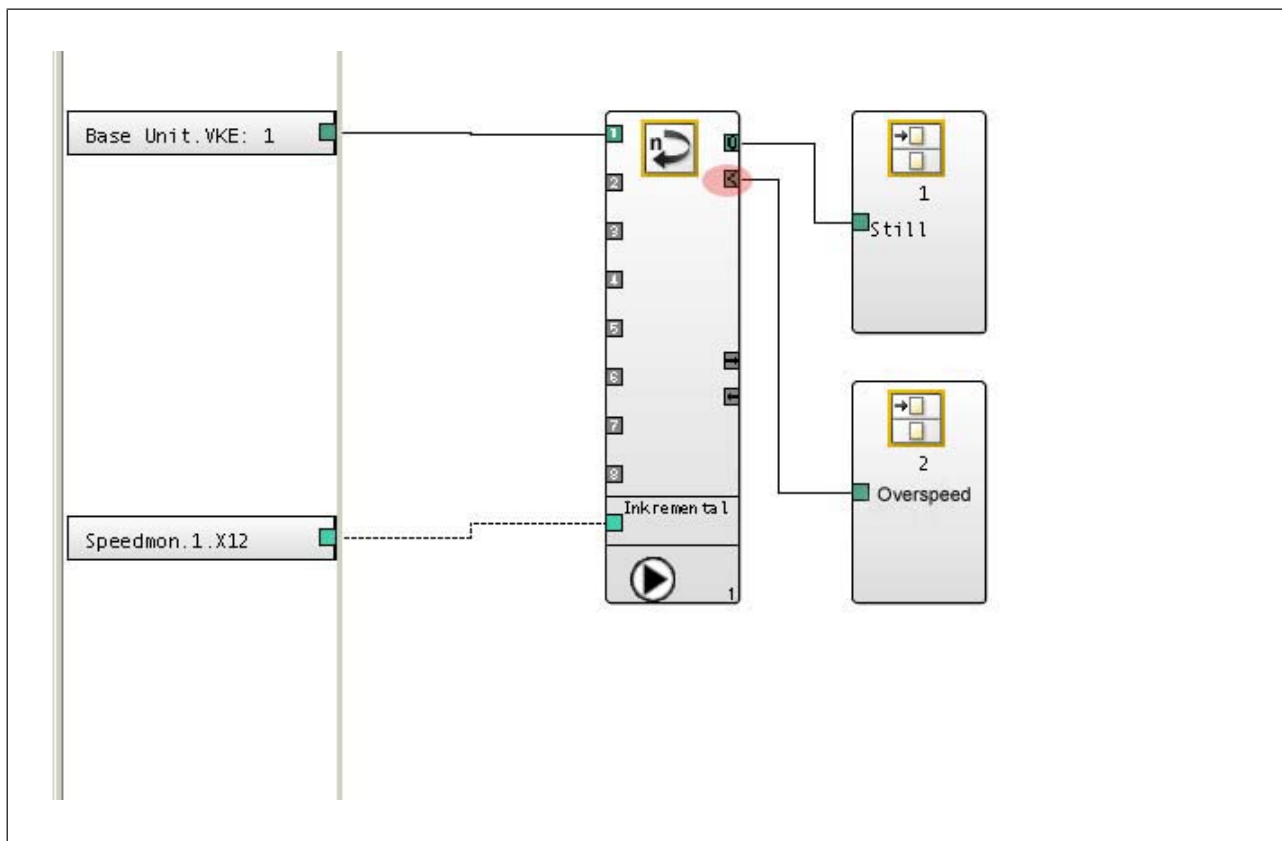 Base Unit.VKE: 1
Speedmon.1.X12
n
1
2
3
4
5
6
7
8
Q
<
Inkremental
1
1
Still
2
Overspeed